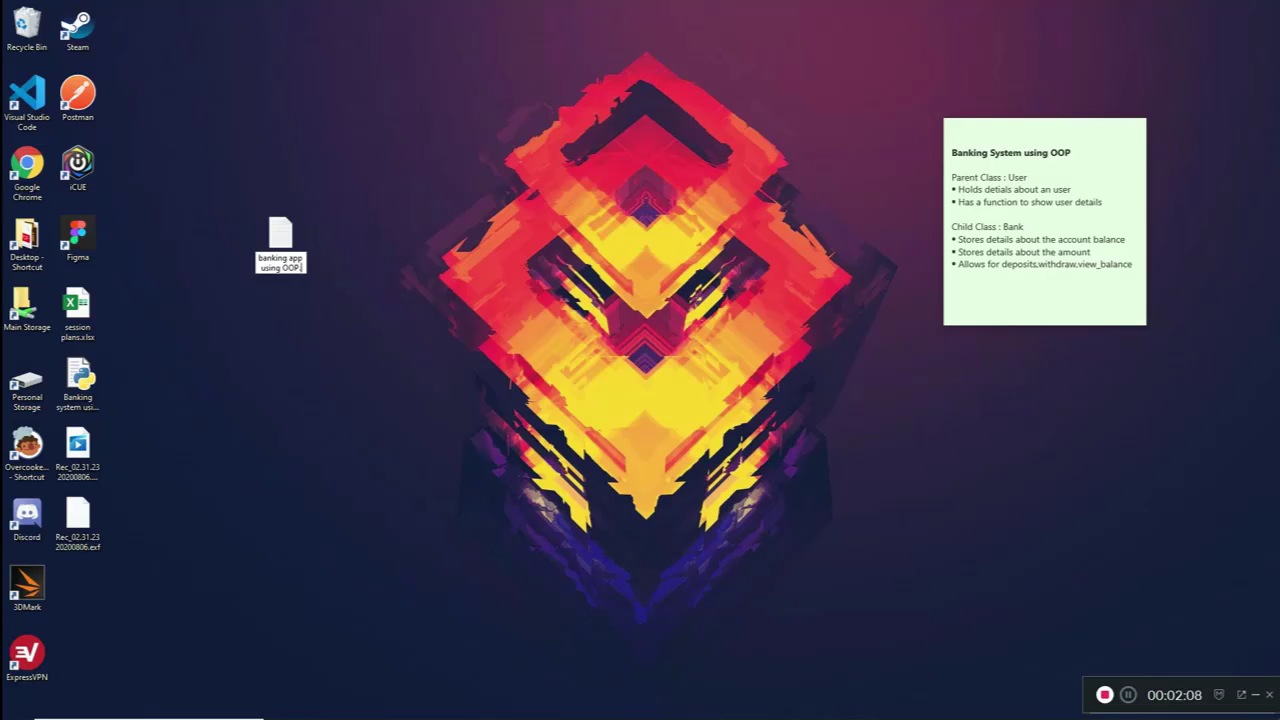 Recycle Bin
Steam
Visual Studio
Code
Postman
Google
Chrome
iCUE
Desktop -
Shortcut
Figma
Main Storage
session
plans.xlsx
Personal
Storage
Banking
system usi...
Overcooke...
- Shortcut
Rec_02.31.23
20200806....
Discord
Rec_02.31.23
20200806.exf
3DMark
ExpressVPN
banking app
using OOP.
Banking System using OOP
Parent Class : User
• Holds detials about an user
• Has a function to show user details
Child Class : Bank
• Stores details about the account balance
• Stores details about the amount
• Allows for deposits,withdraw,view_balance
00:02:08